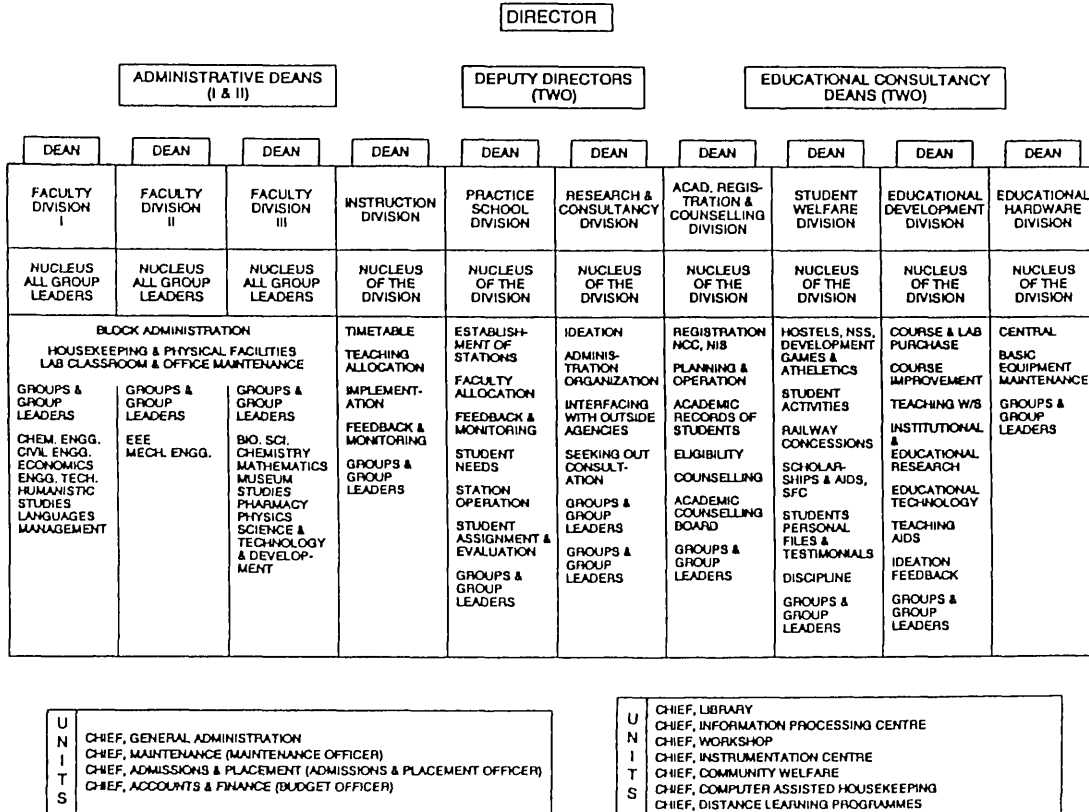 DIRECTOR
ADMINISTRATIVE DEANS
(I & II)
DEPUTY DIRECTORS
(TWO)
EDUCATIONAL CONSULTANCY
DEANS (TWO)
DEAN
FACULTY
DIVISION
I
NUCLEUS
ALL GROUP
LEADERS
DEAN
FACULTY
DIVISION
II
NUCLEUS
ALL GROUP
LEADERS
DEAN
FACULTY
DIVISION
III
NUCLEUS
ALL GROUP
LEADERS
BLOCK ADMINISTRATION
HOUSEKEEPING & PHYSICAL FACILITIES
LAB CLASSROOM & OFFICE MAINTENANCE
GROUPS &
GROUP
LEADERS
CHEM. ENGG.
CIVIL ENGG.
ECONOMICS
ENGG. TECH.
HUMANISTIC
STUDIES
LANGUAGES
MANAGEMENT
GROUPS &
GROUP
LEADERS
EEE
MECH. ENGG.
GROUPS &
GROUP
LEADERS
BIO. SCI.
CHEMISTRY
MATHEMATICS
MUSEUM
STUDIES
PHARMACY
PHYSICS
SCIENCE &
TECHNOLOGY
& DEVELOP-
MENT
DEAN
INSTRUCTION
DIVISION
NUCLEUS
OF THE
DIVISION
TIMETABLE
TEACHING
ALLOCATION
IMPLEMENT-
ATION
FEEDBACK &
MONITORING
GROUPS &
GROUP
LEADERS
DEAN
PRACTICE
SCHOOL
DIVISION
NUCLEUS
OF THE
DIVISION
ESTABLISH-
MENT OF
STATIONS
FACULTY
ALLOCATION
FEEDBACK &
MONITORING
STUDENT
NEEDS
STATION
OPERATION
STUDENT
ASSIGNMENT &
EVALUATION
GROUPS &
GROUP
LEADERS
DEAN
RESEARCH &
CONSULTANCY
DIVISION
NUCLEUS
OF THE
DIVISION
IDEATION
ADMINIS-
TRATION
ORGANIZATION
INTERFACING
WITH OUTSIDE
AGENCIES
SEEKING OUT
CONSULT-
ATION
GROUPS &
GROUP
LEADERS
GROUPS &
GROUP
LEADERS
DEAN
ACAD. REGIS-
TRATION &
COUNSELLING
DIVISION
NUCLEUS
OF THE
DIVISION
REGISTRATION
NCC, NIS
PLANNING &
OPERATION
ACADEMIC
RECORDS OF
STUDENTS
ELIGIBILITY
COUNSELLING
ACADEMIC
COUNSELLING
BOARD
GROUPS &
GROUP
LEADERS
DEAN
STUDENT
WELFARE
DIVISION
NUCLEUS
OF THE
DIVISION
HOSTELS, NSS,
DEVELOPMENT
GAMES &
ATHELETICS
STUDENT
ACTIVITIES
RAILWAY
CONCESSIONS
SCHOLAR-
SHIPS & AIDS,
SFC
STUDENTS
PERSONAL
FILES &
TESTIMONIALS
DISCIPLINE
GROUPS &
GROUP
LEADERS
DEAN
EDUCATIONAL
DEVELOPMENT
DIVISION
NUCLEUS
OF THE
DIVISION
COURSE & LAB
PURCHASE
COURSE
IMPROVEMENT
TEACHING W/S
INSTITUTIONAL
&
EDUCATIONAL
RESEARCH
EDUCATIONAL
TECHNOLOGY
TEACHING
AIDS
IDEATION
FEEDBACK
GROUPS &
GROUP
LEADERS
DEAN
EDUCATIONAL
HARDWARE
DIVISION
NUCLEUS
OF THE
DIVISION
CENTRAL
BASIC
EQUIPMENT
MAINTENANCE
GROUPS &
GROUP
LEADERS
UNITS
CHIEF, GENERAL ADMINISTRATION
CHIEF, MAINTENANCE (MAINTENANCE OFFICER)
CHIEF, ADMISSIONS & PLACEMENT (ADMISSIONS & PLACEMENT OFFICER)
CHIEF, ACCOUNTS & FINANCE (BUDGET OFFICER)
UNITS
CHIEF, LIBRARY
CHIEF, INFORMATION PROCESSING CENTRE
CHIEF, WORKSHOP
CHIEF, INSTRUMENTATION CENTRE
CHIEF, COMMUNITY WELFARE
CHIEF, COMPUTER ASSISTED HOUSEKEEPING
CHIEF, DISTANCE LEARNING PROGRAMMES